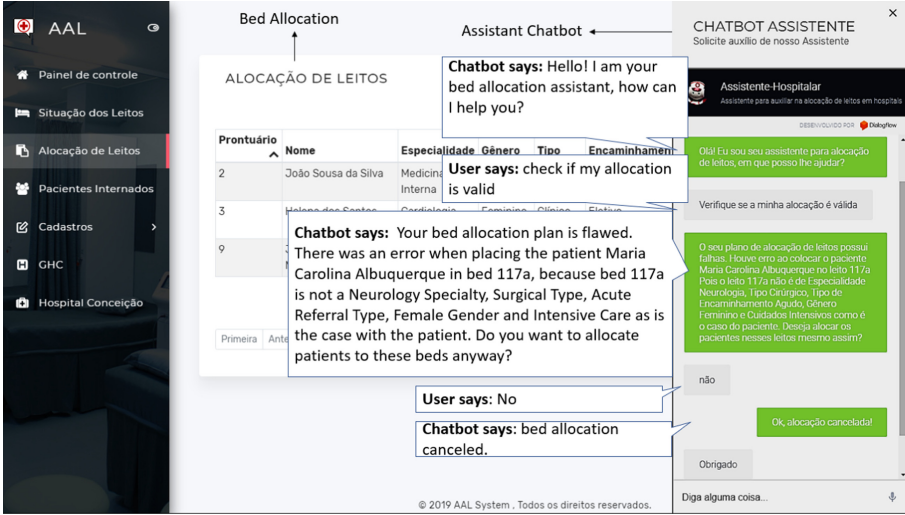 AAL
Painel de controle
Situação dos Leitos
Alocação de Leitos
Pacientes Internados
Cadastros
GHC
Hospital Conceição
Bed Allocation
Assistant Chatbot
ALOCAÇÃO DE LEITOS
Prontuário Nome Especialidade Gênero Tipo Encaminhamen
2 João Sousa da Silva Medicina
Interna
3 Helena dos Santos Cardiologia Feminino Clínico Eletivo
9
Primeira Ante
Chatbot says: Hello! I am your
bed allocation assistant, how can
I help you?
User says: check if my allocation
is valid
Chatbot says: Your bed allocation plan is flawed.
There was an error when placing the patient Maria
Carolina Albuquerque in bed 117a, because bed 117a
is not a Neurology Specialty, Surgical Type, Acute
Referral Type, Female Gender and Intensive Care as is
the case with the patient. Do you want to allocate
patients to these beds anyway?
User says: No
Chatbot says: bed allocation
canceled.
© 2019 AAL System , Todos os direitos reservados.
CHATBOT ASSISTENTE
Solicite auxílio de nosso Assistente
Assistente-Hospitalar
Assistente para auxiliar na alocação de leitos em hospitais
DESENVOLVIDO POR Dialogflow
Olá! Eu sou seu assistente para alocação
de leitos, em que posso lhe ajudar?
Verifique se a minha alocação é válida
O seu plano de alocação de leitos possui
falhas. Houve erro ao colocar o paciente
Maria Carolina Albuquerque no leito 117a
Pois o leito 117a não é de Especialidade
Neurologia, Tipo Cirúrgico, Tipo de
Encaminhamento Agudo, Gênero
Feminino e Cuidados Intensivos como é
o caso do paciente. Deseja alocar os
pacientes nesses leitos mesmo assim?
não
Ok, alocação cancelada!
Obrigado
Diga alguma coisa...